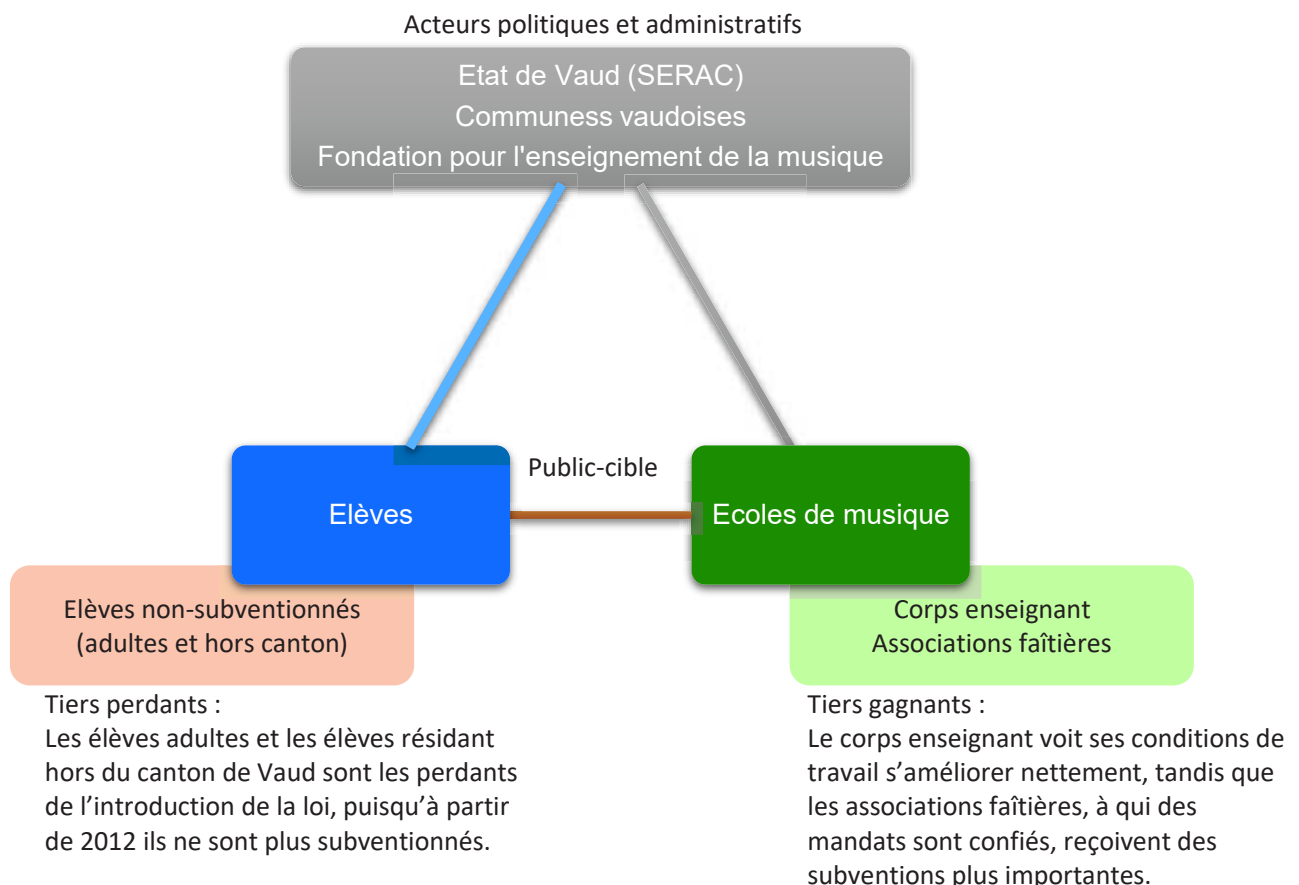 Acteurs politiques et administratifs
Etat de Vaud (SERAC)
Communess vaudoises
Fondation pour l'enseignement de la musique
Public-cible
Elèves
Ecoles de musique
Elèves non-subventionnés
(adultes et hors canton)
Corps enseignant
Associations faîtières
Tiers perdants :
Les élèves adultes et les élèves résidant
hors du canton de Vaud sont les perdants
de l’introduction de la loi, puisqu’à partir
de 2012 ils ne sont plus subventionnés.
Tiers gagnants :
Le corps enseignant voit ses conditions de
travail s’améliorer nettement, tandis que
les associations faîtières, à qui des
mandats sont confiés, reçoivent des
subventions plus importantes.